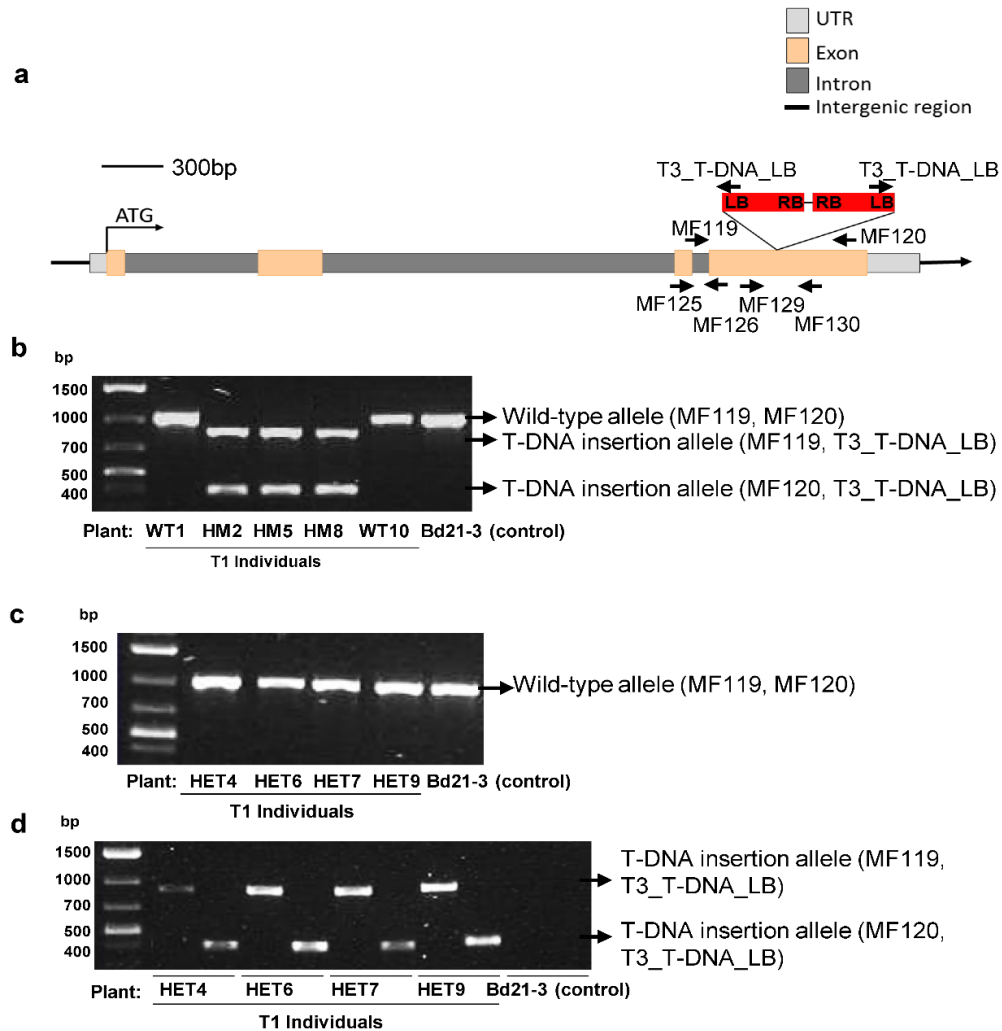 UTR
Exon
Intron
Intergenic region
a
300bp
ATG
T3_T-DNA_LB
T3_T-DNA_LB
LB RB RB LB
MF119
MF120
MF125
MF126
MF129
MF130
b
bp
1500
1000
700
500
400
Wild-type allele (MF119, MF120)
T-DNA insertion allele (MF119, T3_T-DNA_LB)
T-DNA insertion allele (MF120, T3_T-DNA_LB)
Plant: WT1 HM2 HM5 HM8 WT10 Bd21-3 (control)
T1 Individuals
c
bp
1500
1000
700
500
400
Wild-type allele (MF119, MF120)
Plant: HET4 HET6 HET7 HET9 Bd21-3 (control)
T1 Individuals
d
bp
1500
1000
700
500
400
T-DNA insertion allele (MF119,
T3_T-DNA_LB)
T-DNA insertion allele (MF120,
T3_T-DNA_LB)
Plant: HET4 HET6 HET7 HET9 Bd21-3 (control)
T1 Individuals